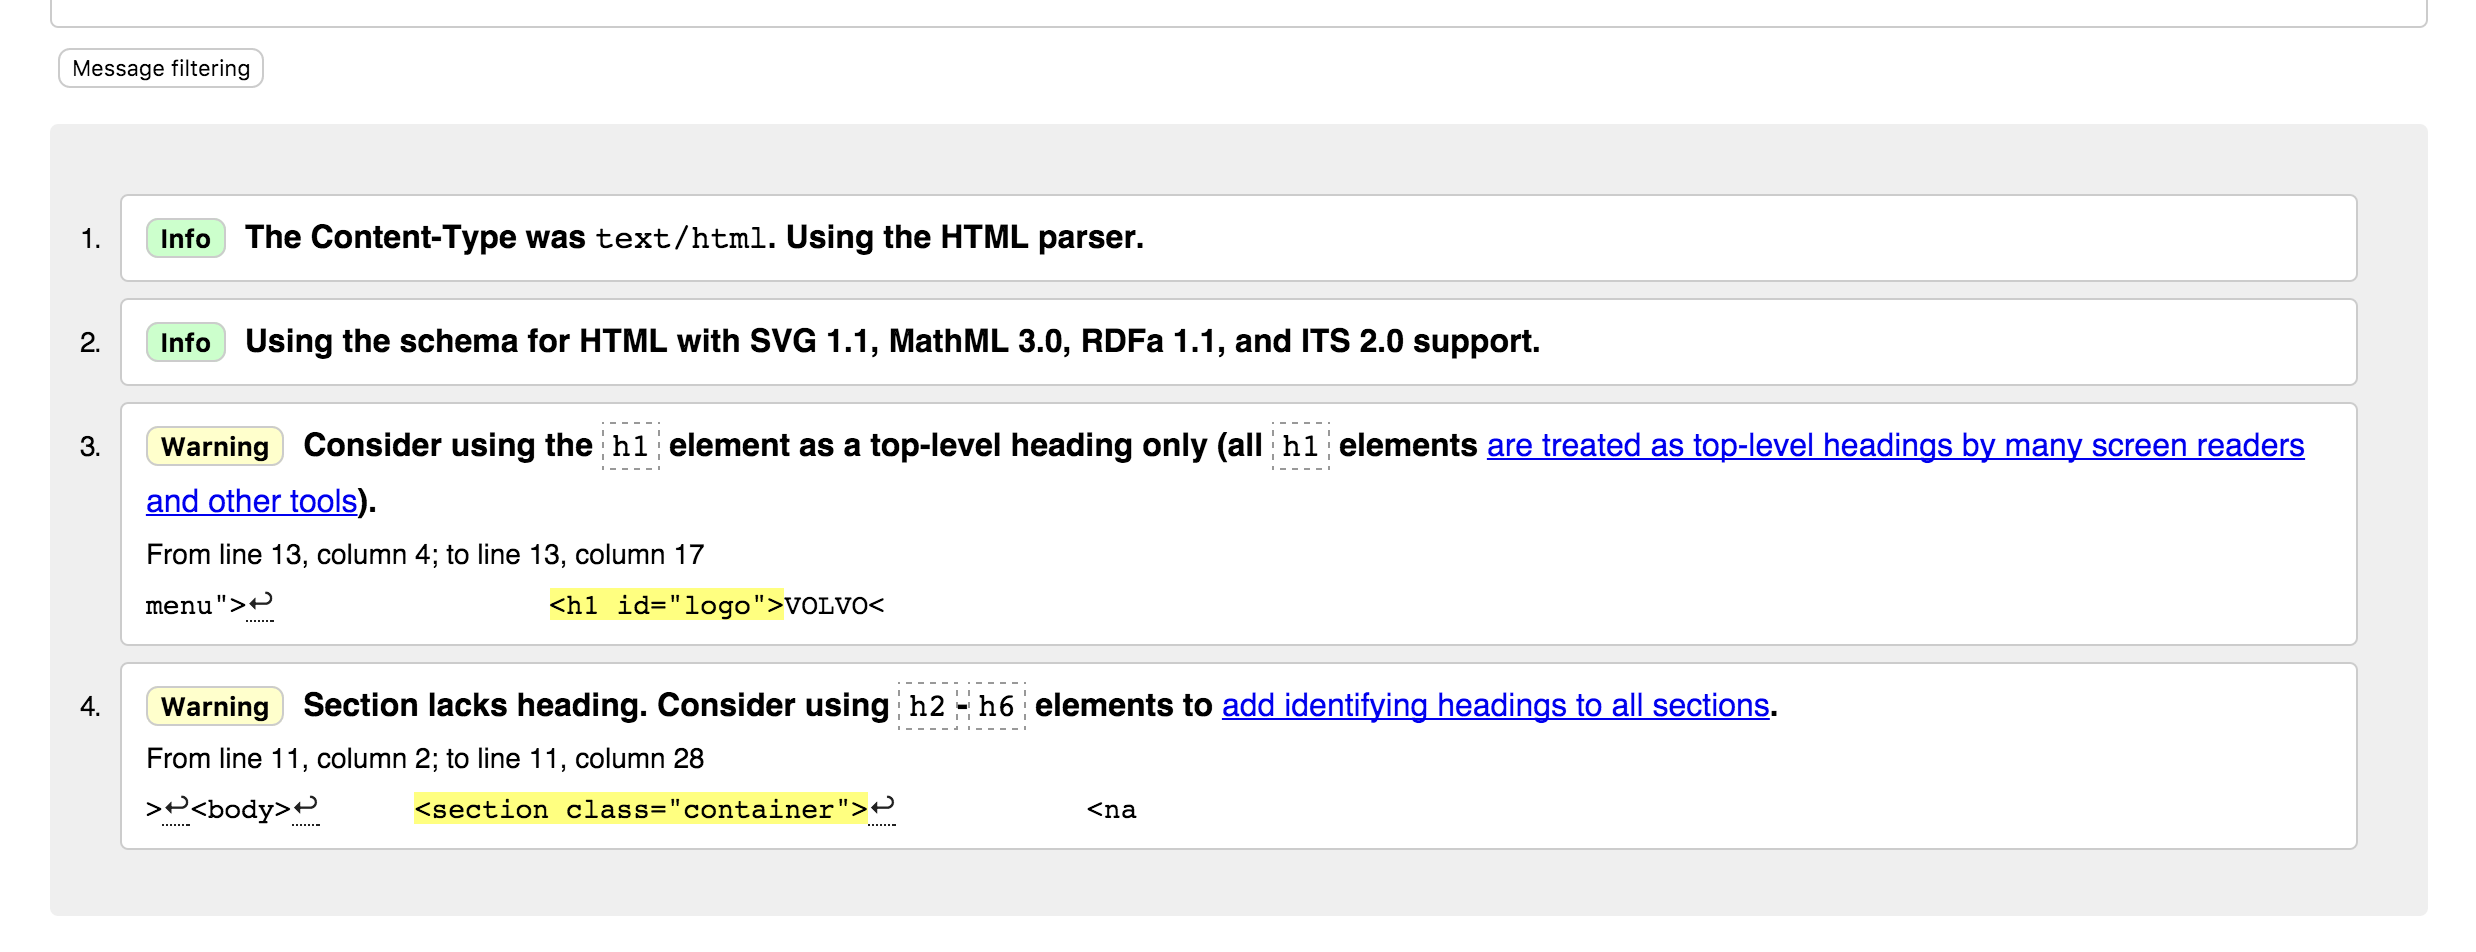 Message filtering
1. Info The Content-Type was text/html. Using the HTML parser.
2. Info Using the schema for HTML with SVG 1.1, MathML 3.0, RDFa 1.1, and ITS 2.0 support.
3. Warning Consider using the h1 element as a top-level heading only (all h1 elements are treated as top-level headings by many screen readers
and other tools).
From line 13, column 4; to line 13, column 17
menu">↩ <h1 id="logo">VOLVO<
4. Warning Section lacks heading. Consider using h2-h6 elements to add identifying headings to all sections.
From line 11, column 2; to line 11, column 28
>↩<body>↩ <section class="container">↩ <na